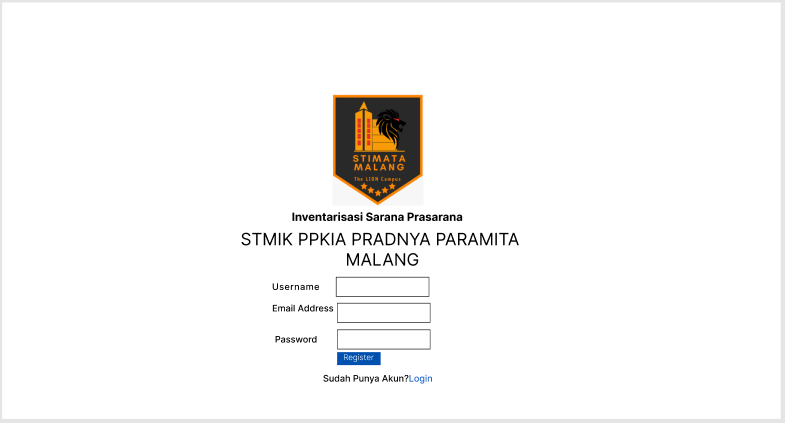 STIMATA
MALANG
The LION Campus
Inventarisasi Sarana Prasarana
STMIK PPKIA PRADNYA PARAMITA
MALANG
Username
Email Address
Password
Register
Sudah Punya Akun?Login